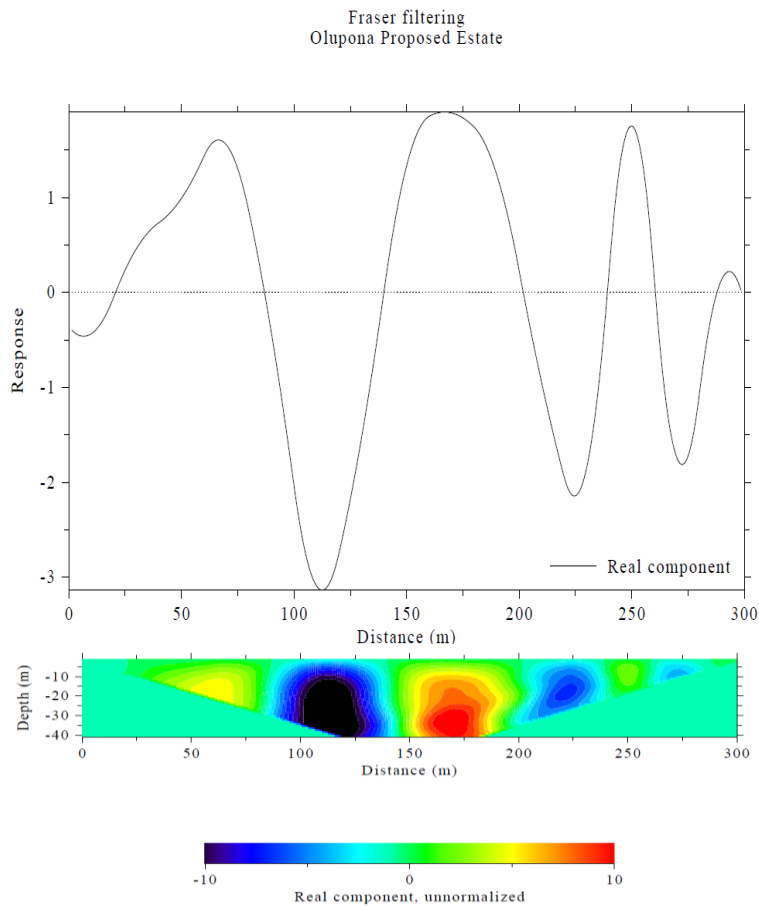 Fraser filtering
Olupona Proposed Estate
Response
1
0
-1
-2
-3
Real component
0 50 100 150 200 250 300
Distance (m)
Depth (m)
-10
-20
-30
-40
0 50 100 150 200 250 300
Distance (m)
-10 0 10
Real component, unnormalized